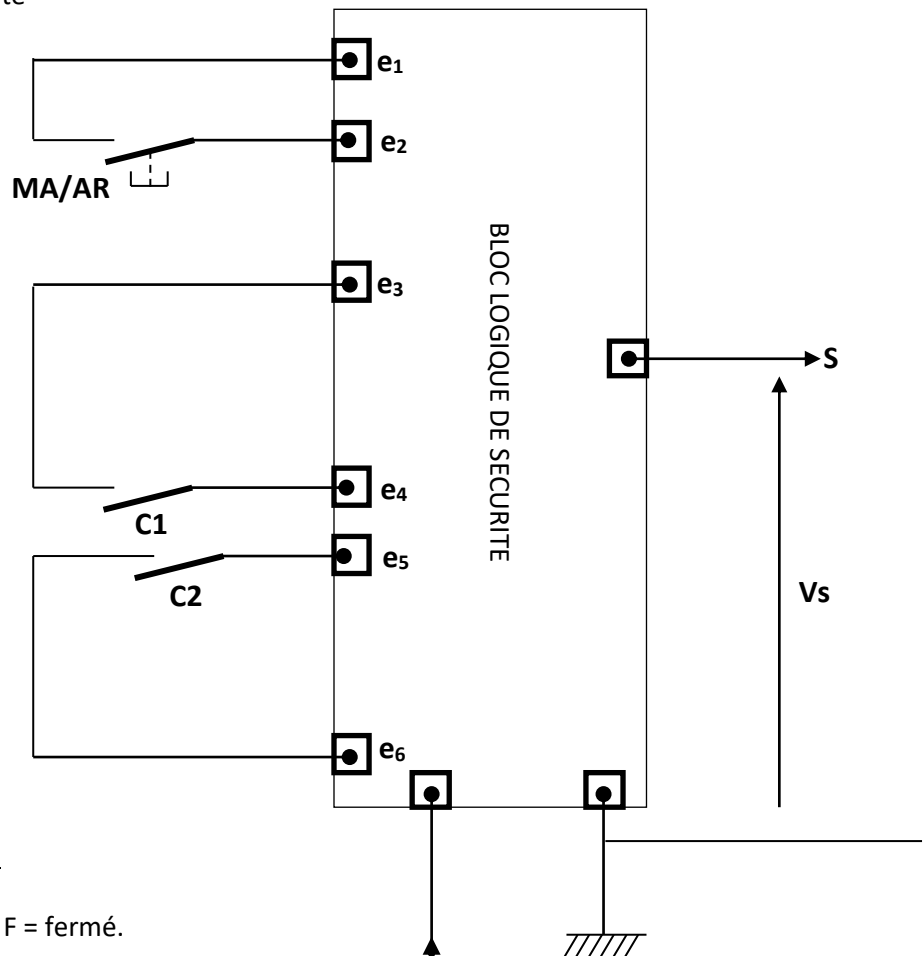 e1
e2
MA/AR
e3
BLOC LOGIQUE DE SECURITE
S
e4
C1
e5
C2
Vs
e6
F = fermé.